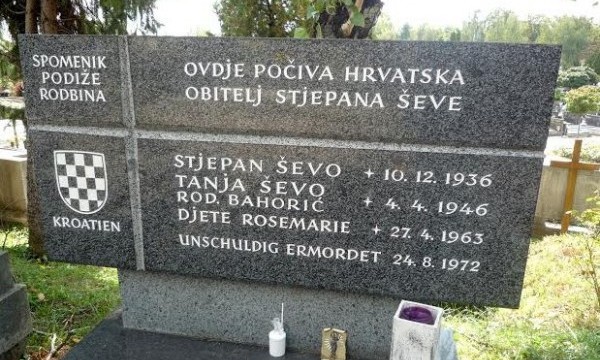 SPOMENIK
PODIŽE
RODBINA
OVDJE POČIVA HRVATSKA
OBITELJ STJEPANA ŠEVE
KROATIEN
STJEPAN ŠEVO + 10. 12. 1936
TANJA ŠEVO
ROD. BAHORIĆ + 4. 4. 1946
DJETE ROSEMARIE + 27. 4. 1963
UNSCHULDIG ERMORDET 24. 8. 1972